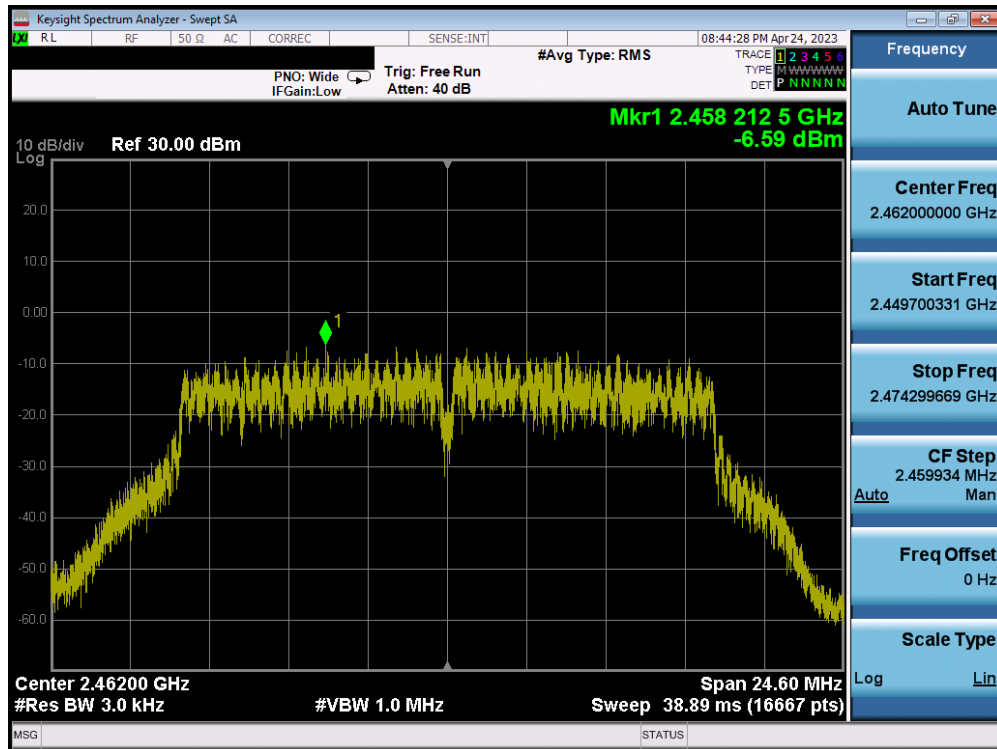 Keysight Spectrum Analyzer - Swept SA
LXI RL RF 50 Ω AC CORREC SENSE:INT 08:44:28 PM Apr 24, 2023
PNO: Wide
IFGain:Low
Trig: Free Run
Atten: 40 dB
#Avg Type: RMS
TRACE 1 2 3 4 5 6
TYPE M WWWWW
DET P N N N N N
Mkr1 2.458 212 5 GHz
-6.59 dBm
10 dB/div
Log
Ref 30.00 dBm
20.0
10.0
0.00
-10.0
-20.0
-30.0
-40.0
-50.0
-60.0
1
Center 2.46200 GHz
Span 24.60 MHz
#Res BW 3.0 kHz
#VBW 1.0 MHz
Sweep 38.89 ms (16667 pts)
MSG
STATUS
Frequency
Auto Tune
Center Freq
2.462000000 GHz
Start Freq
2.449700331 GHz
Stop Freq
2.474299669 GHz
CF Step
2.459934 MHz
Auto Man
Freq Offset
0 Hz
Scale Type
Log Lin